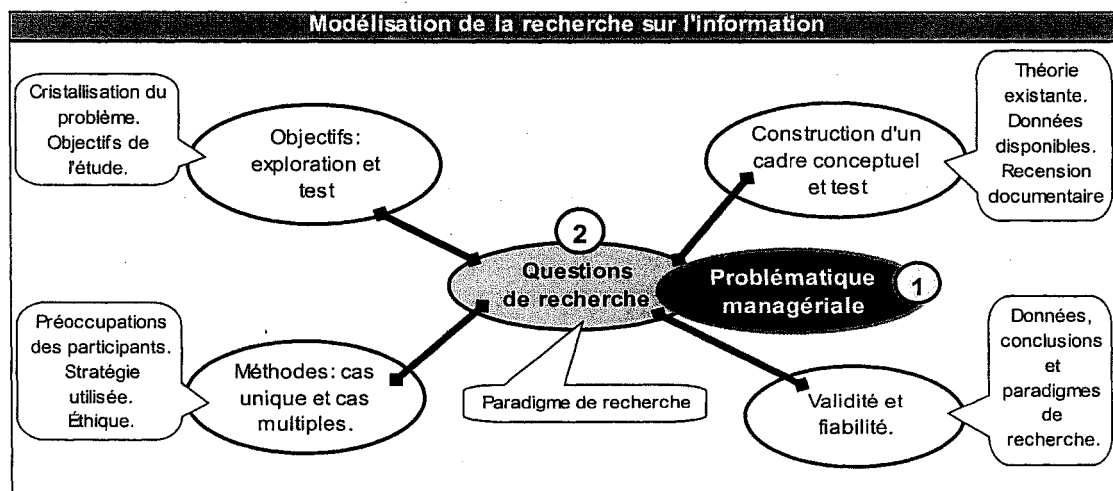 Modélisation de la recherche sur l'information
Cristallisation du
problème.
Objectifs de
l'étude.
Objectifs:
exploration et
test
Construction d'un
cadre conceptuel
et test
Théorie
existante.
Données
disponibles.
Recension
documentaire
2
Questions
de recherche
Problématique
managériale
1
Préoccupations
des participants.
Stratégie
utilisée.
Éthique.
Méthodes: cas
unique et cas
multiples.
Paradigme de recherche
Validité et
fiabilité.
Données,
conclusions
et
paradigmes
de
recherche.